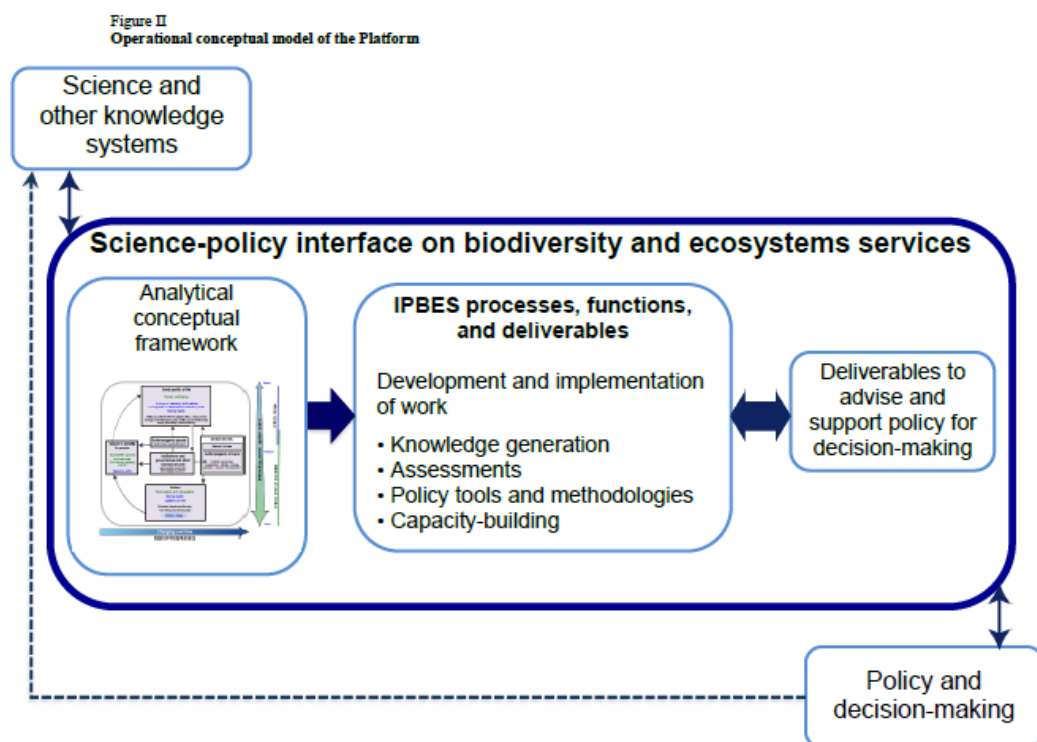 Figure II
Operational conceptual model of the Platform
Science and
other knowledge
systems
Science-policy interface on biodiversity and ecosystems services
Analytical
conceptual
framework
IPBES processes, functions,
and deliverables
Development and implementation
of work
• Knowledge generation
• Assessments
• Policy tools and methodologies
• Capacity-building
Deliverables to
advise and
support policy for
decision-making
Policy and
decision-making